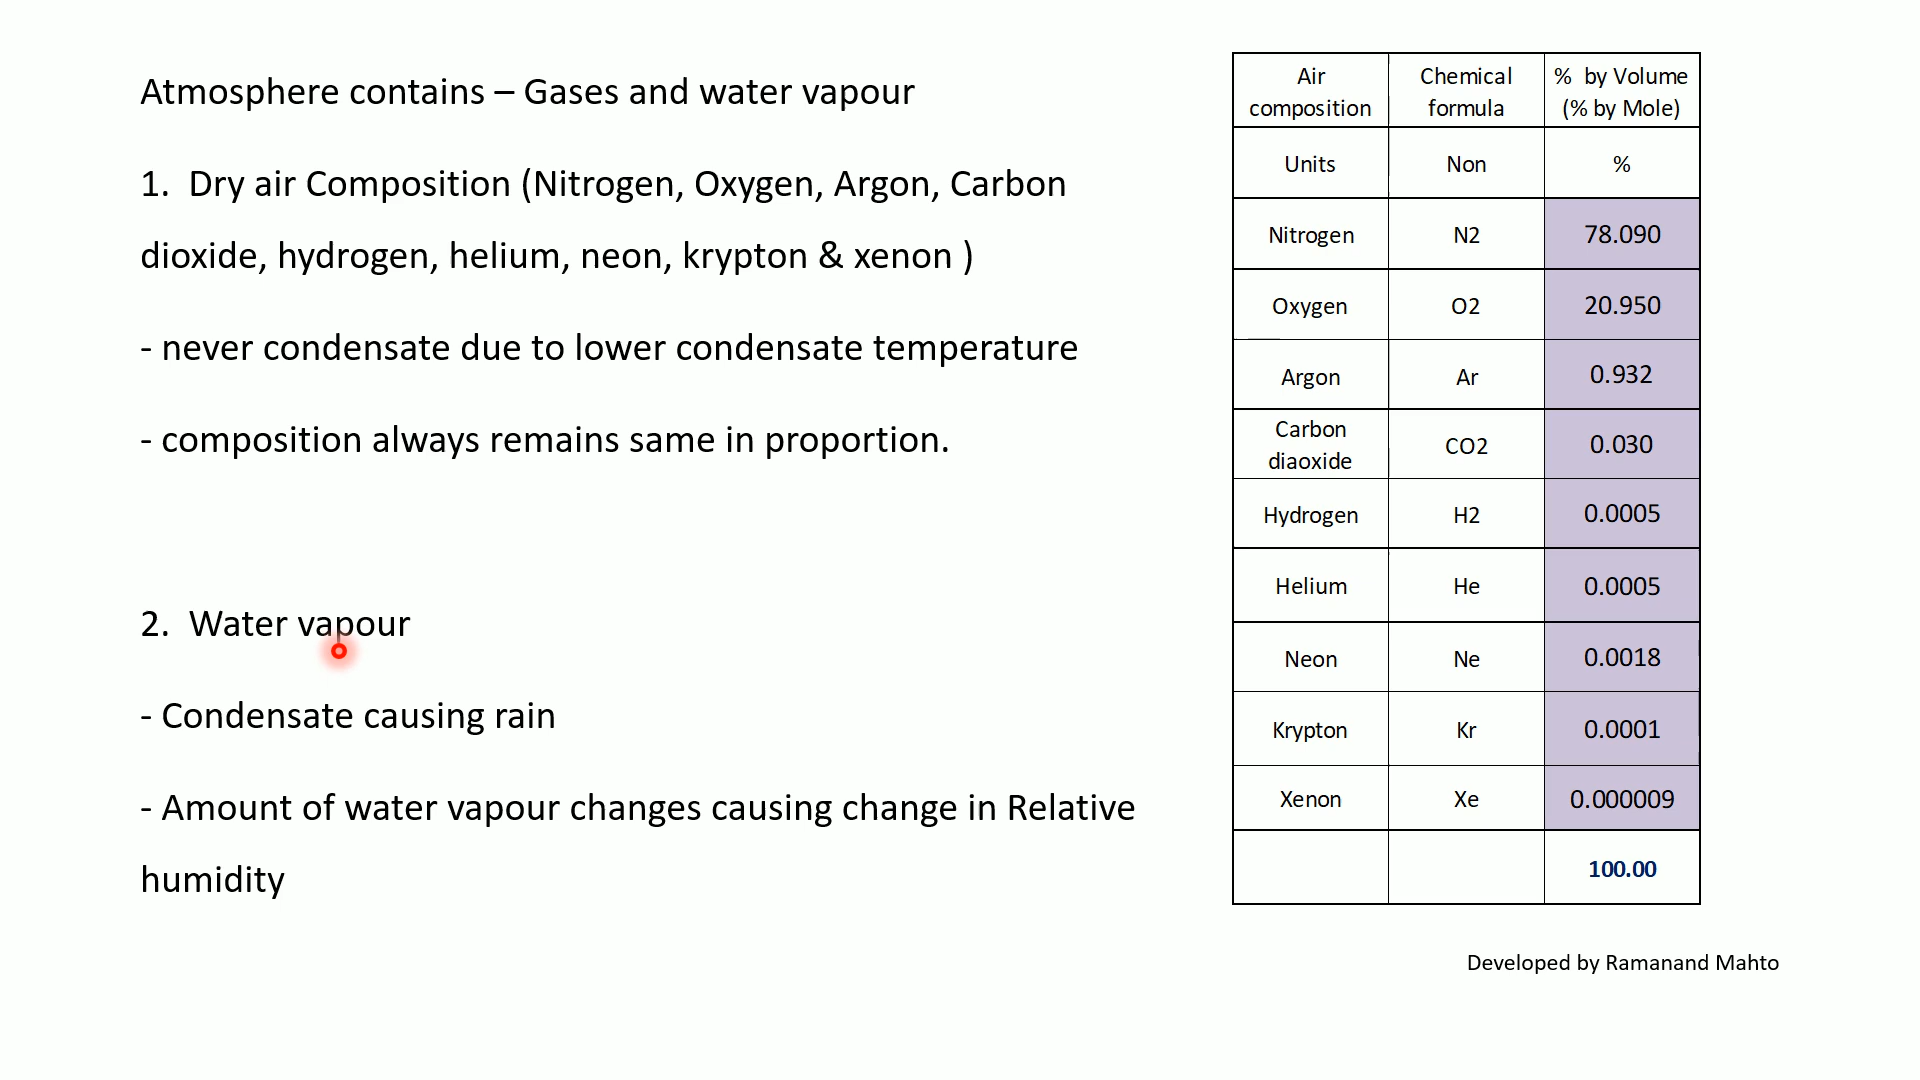 Atmosphere contains – Gases and water vapour
1. Dry air Composition (Nitrogen, Oxygen, Argon, Carbon
dioxide, hydrogen, helium, neon, krypton & xenon )
- never condensate due to lower condensate temperature
- composition always remains same in proportion.
2. Water vapour
- Condensate causing rain
- Amount of water vapour changes causing change in Relative
humidity
Air composition Chemical formula % by Volume (% by Mole)
Units Non %
Nitrogen N2 78.090
Oxygen O2 20.950
Argon Ar 0.932
Carbon diaoxide CO2 0.030
Hydrogen H2 0.0005
Helium He 0.0005
Neon Ne 0.0018
Krypton Kr 0.0001
Xenon Xe 0.000009
100.00
Developed by Ramanand Mahto